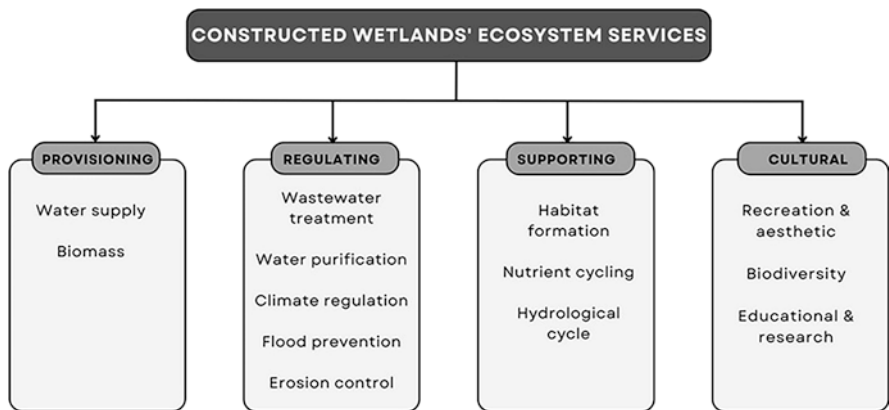 CONSTRUCTED WETLANDS' ECOSYSTEM SERVICES
PROVISIONING
Water supply
Biomass
REGULATING
Wastewater
treatment
Water purification
Climate regulation
Flood prevention
Erosion control
SUPPORTING
Habitat
formation
Nutrient cycling
Hydrological
cycle
CULTURAL
Recreation &
aesthetic
Biodiversity
Educational &
research